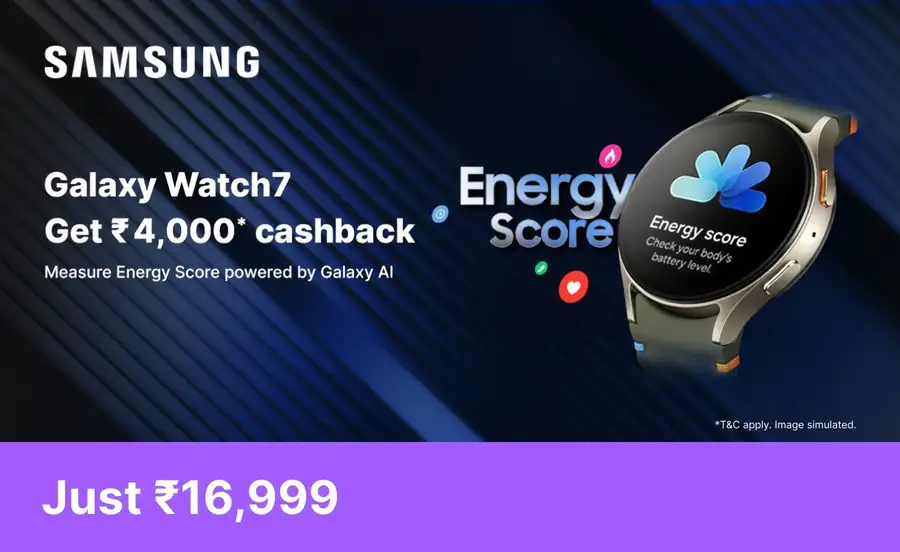 SAMSUNG
Galaxy Watch7
Get ₹4,000* cashback
Measure Energy Score powered by Galaxy AI
Energy
Score
Energy score
Check your body's
battery level.
*T&C apply. Image simulated.
Just ₹16,999